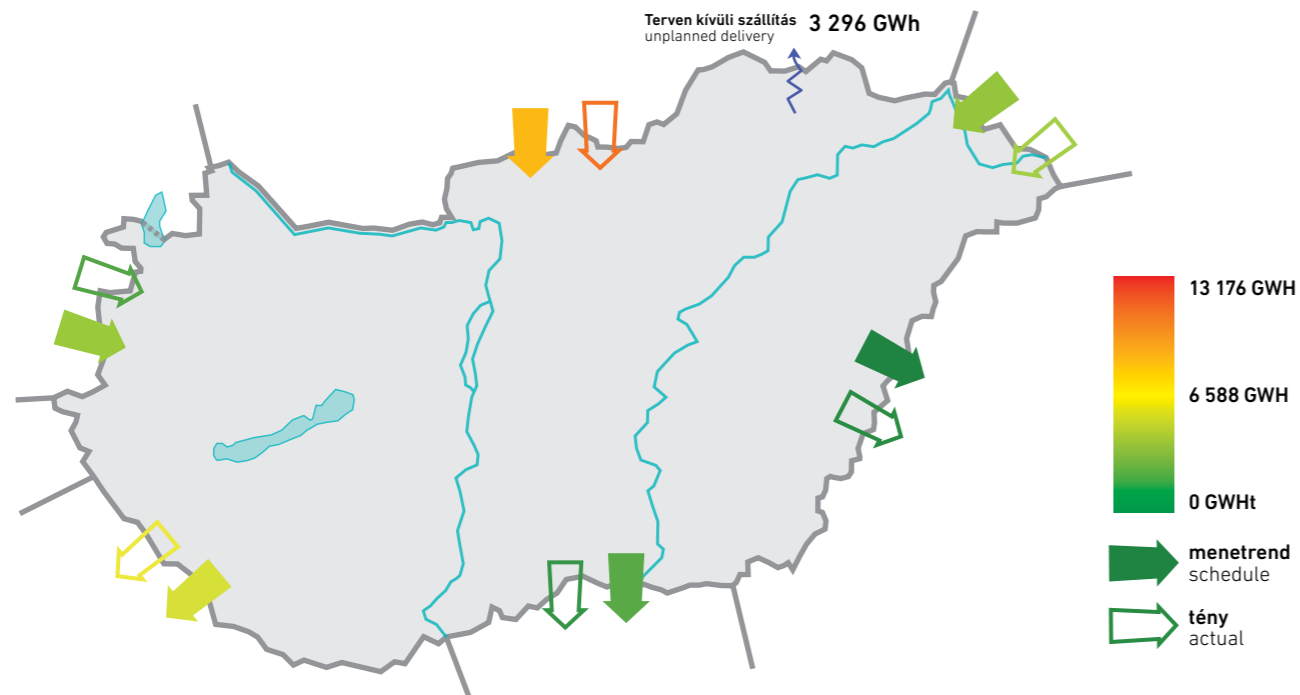 Terven kívüli szállítás 3 296 GWh
unplanned delivery
13 176 GWH
6 588 GWH
0 GWHt
menetrend
schedule
tény
actual